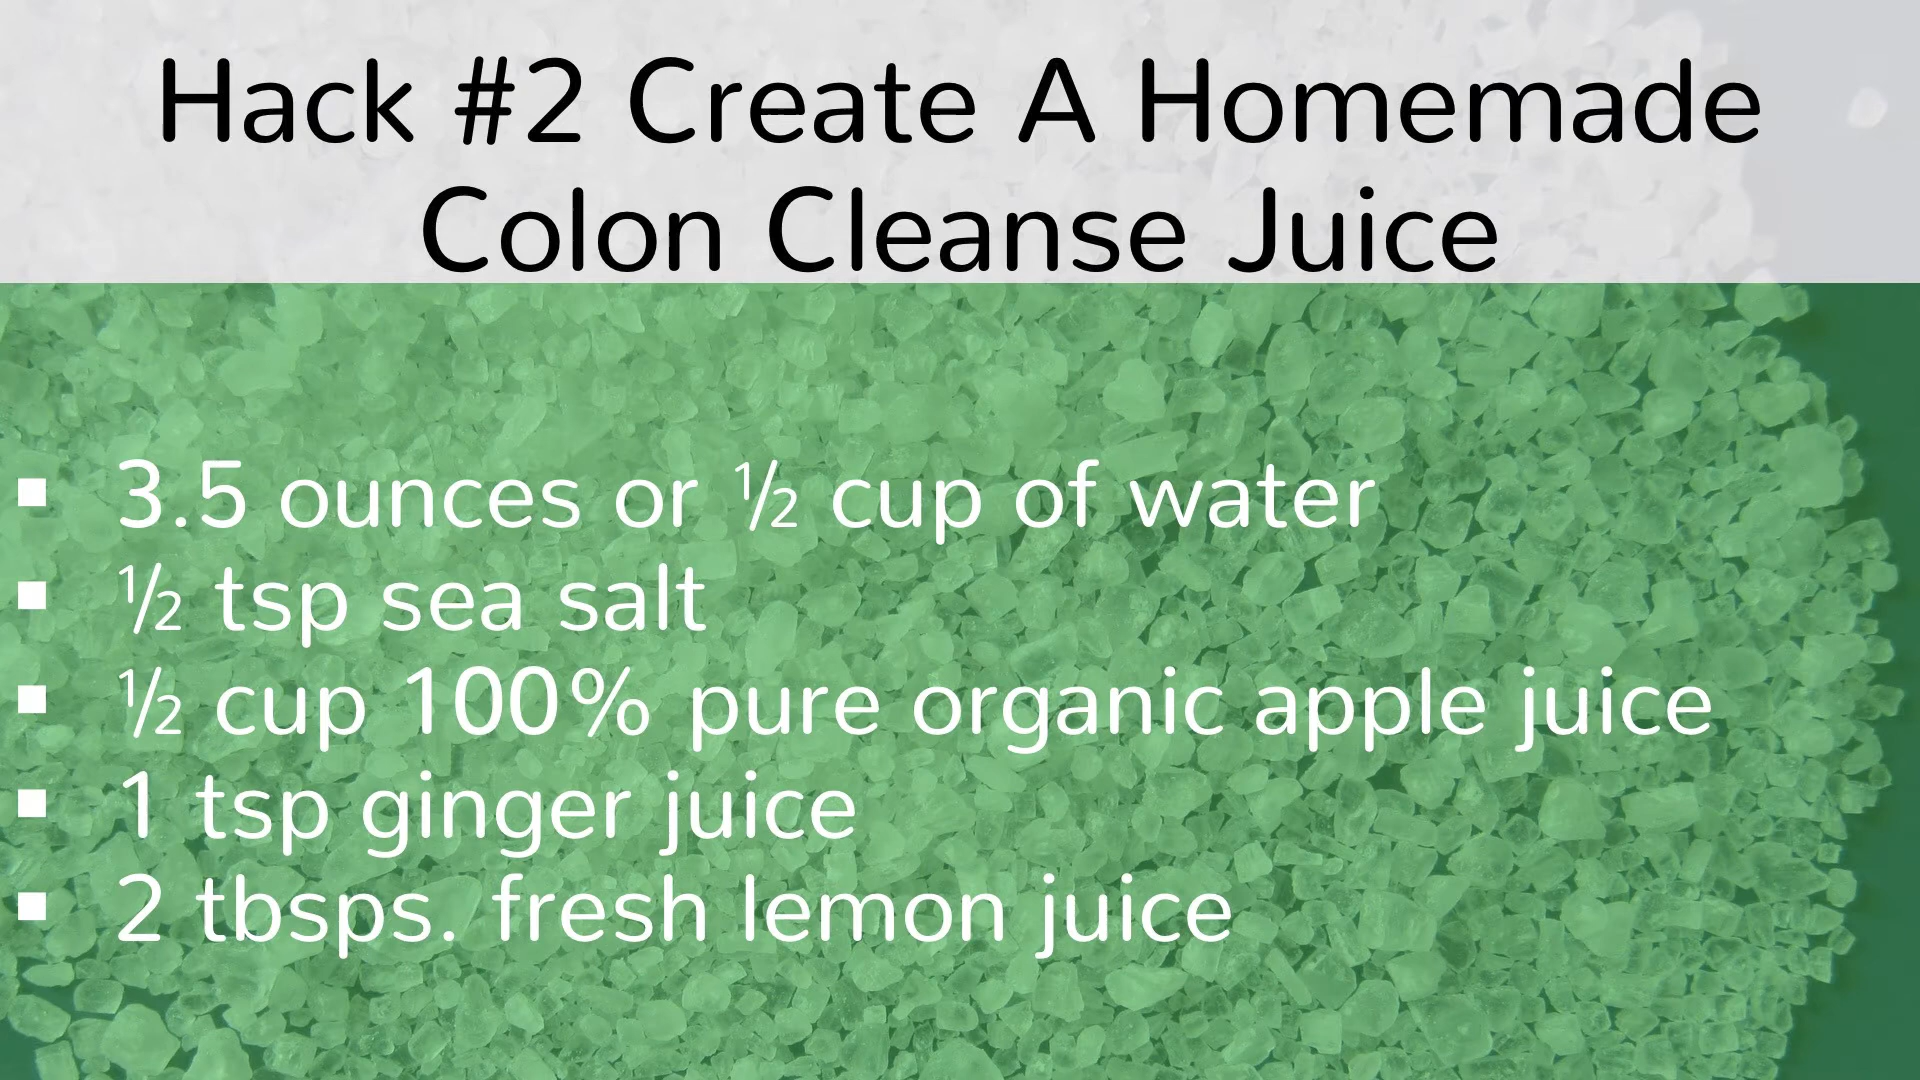 Hack #2 Create A Homemade
Colon Cleanse Juice
▪ 3.5 ounces or ½ cup of water
▪ ½ tsp sea salt
▪ ½ cup 100% pure organic apple juice
▪ 1 tsp ginger juice
▪ 2 tbsps. fresh lemon juice